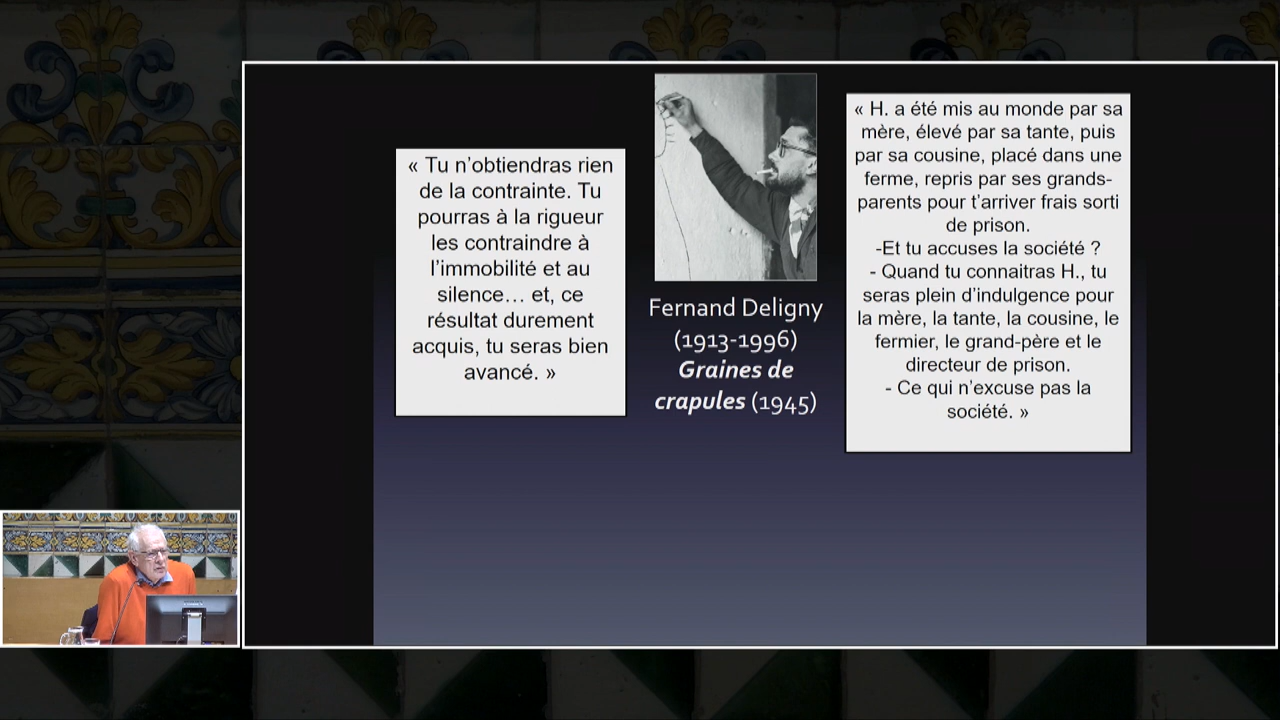 « Tu n’obtiendras rien
de la contrainte. Tu
pourras à la rigueur
les contraindre à
l’immobilité et au
silence… et, ce
résultat durement
acquis, tu seras bien
avancé. »
Fernand Deligny
(1913-1996)
Graines de
crapules (1945)
« H. a été mis au monde par sa
mère, élevé par sa tante, puis
par sa cousine, placé dans une
ferme, repris par ses grands-
parents pour t’arriver frais sorti
de prison.
-Et tu accuses la société ?
- Quand tu connaitras H., tu
seras plein d’indulgence pour
la mère, la tante, la cousine, le
fermier, le grand-père et le
directeur de prison.
- Ce qui n’excuse pas la
société. »